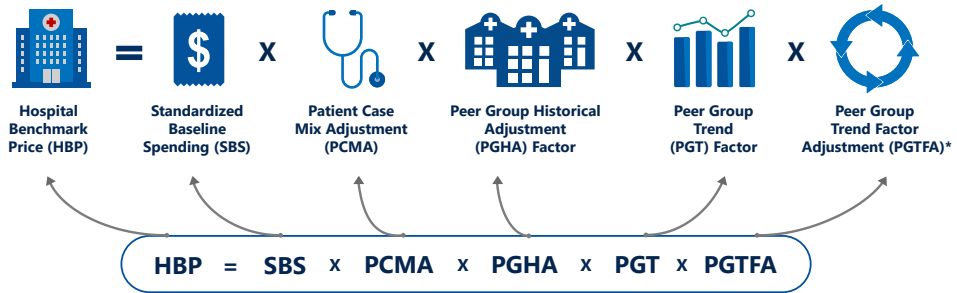 = $ X X X X
Hospital
Benchmark
Price (HBP)
Standardized
Baseline
Spending (SBS)
Patient Case
Mix Adjustment
(PCMA)
Peer Group Historical
Adjustment
(PGHA) Factor
Peer Group
Trend
(PGT) Factor
Peer Group
Trend Factor
Adjustment (PGTFA)*
HBP = SBS x PCMA x PGHA x PGT x PGTFA